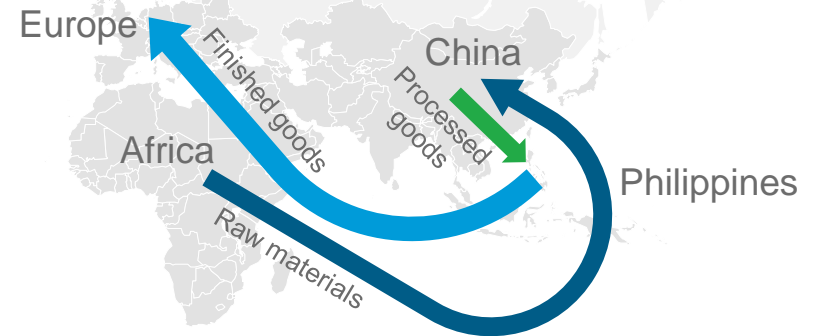 Europe
Finished goods
China
Processed
goods
Africa
Philippines
Raw materials